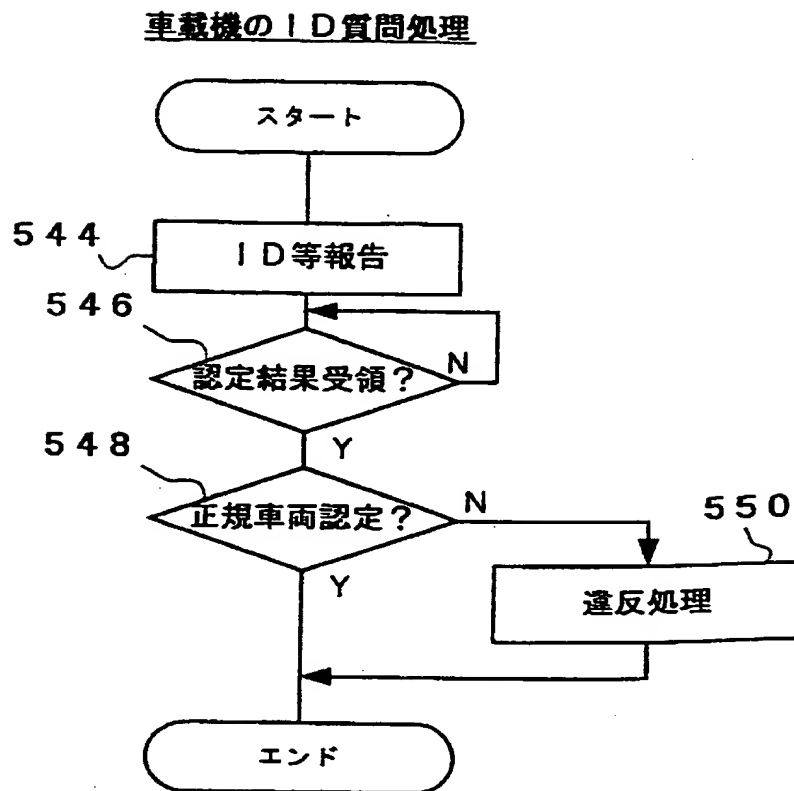 車載機のID質問処理
スタート
544
ID等報告
546
認定結果受領?
N
548
Y
正規車両認定?
N
550
Y
違反処理
エンド